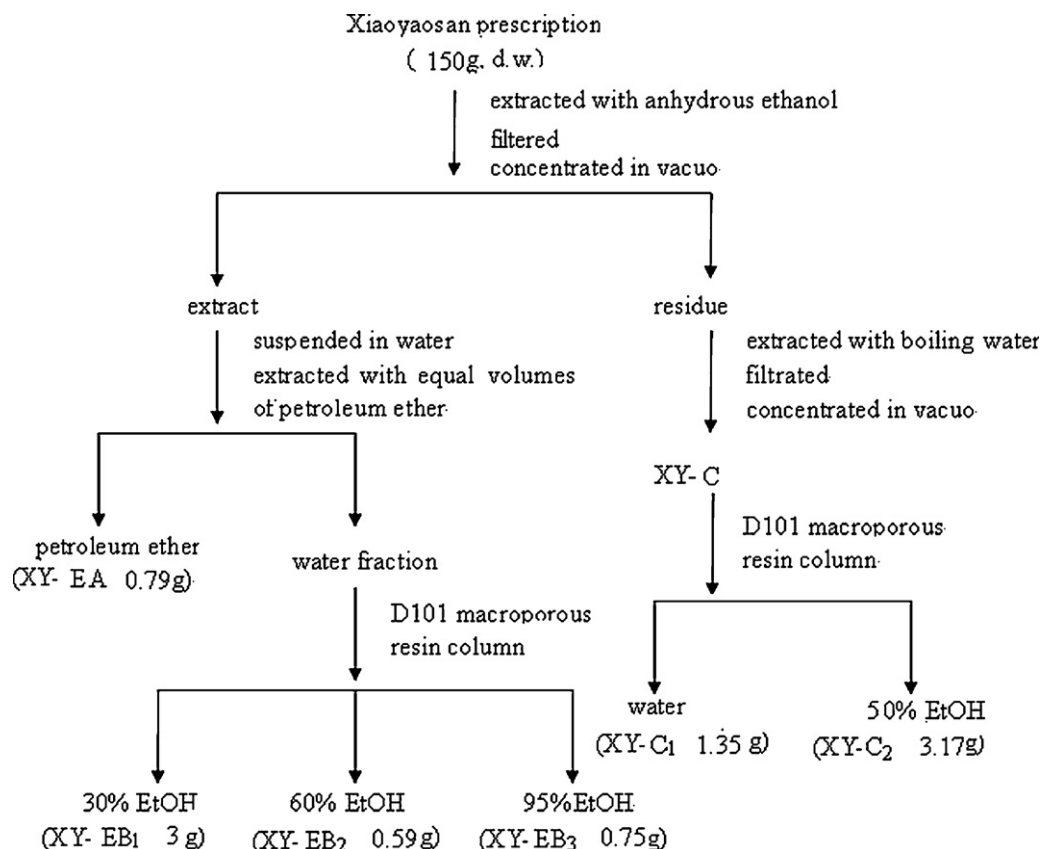 Xiaoyaosan prescription
( 150g, d.w.)
extracted with anhydrous ethanol
filtered
concentrated in vacuo
extract
residue
suspended in water
extracted with equal volumes
of petroleum ether
extracted with boiling water
filtrated
concentrated in vacuo
XY- C
petroleum ether
(XY- EA 0.79g)
water fraction
D101 macroporous
resin column
D101 macroporous
resin column
water
(XY-C1 1.35 g)
50% EtOH
(XY-C2 3.17g)
30% EtOH
(XY- EB1 3 g)
60% EtOH
(XY- EB2 0.59g)
95%EtOH
(XY- EB3 0.75g)